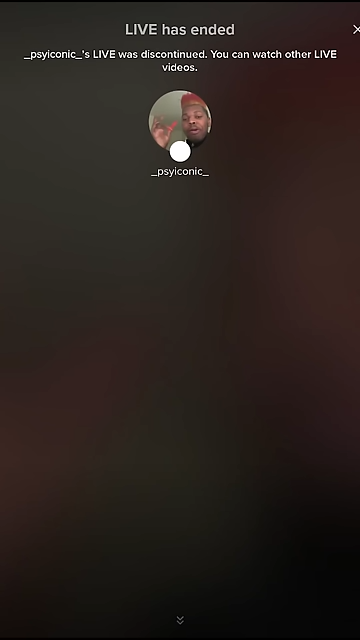 LIVE has ended
_psyiconic_'s LIVE was discontinued. You can watch other LIVE
videos.
_psyiconic_